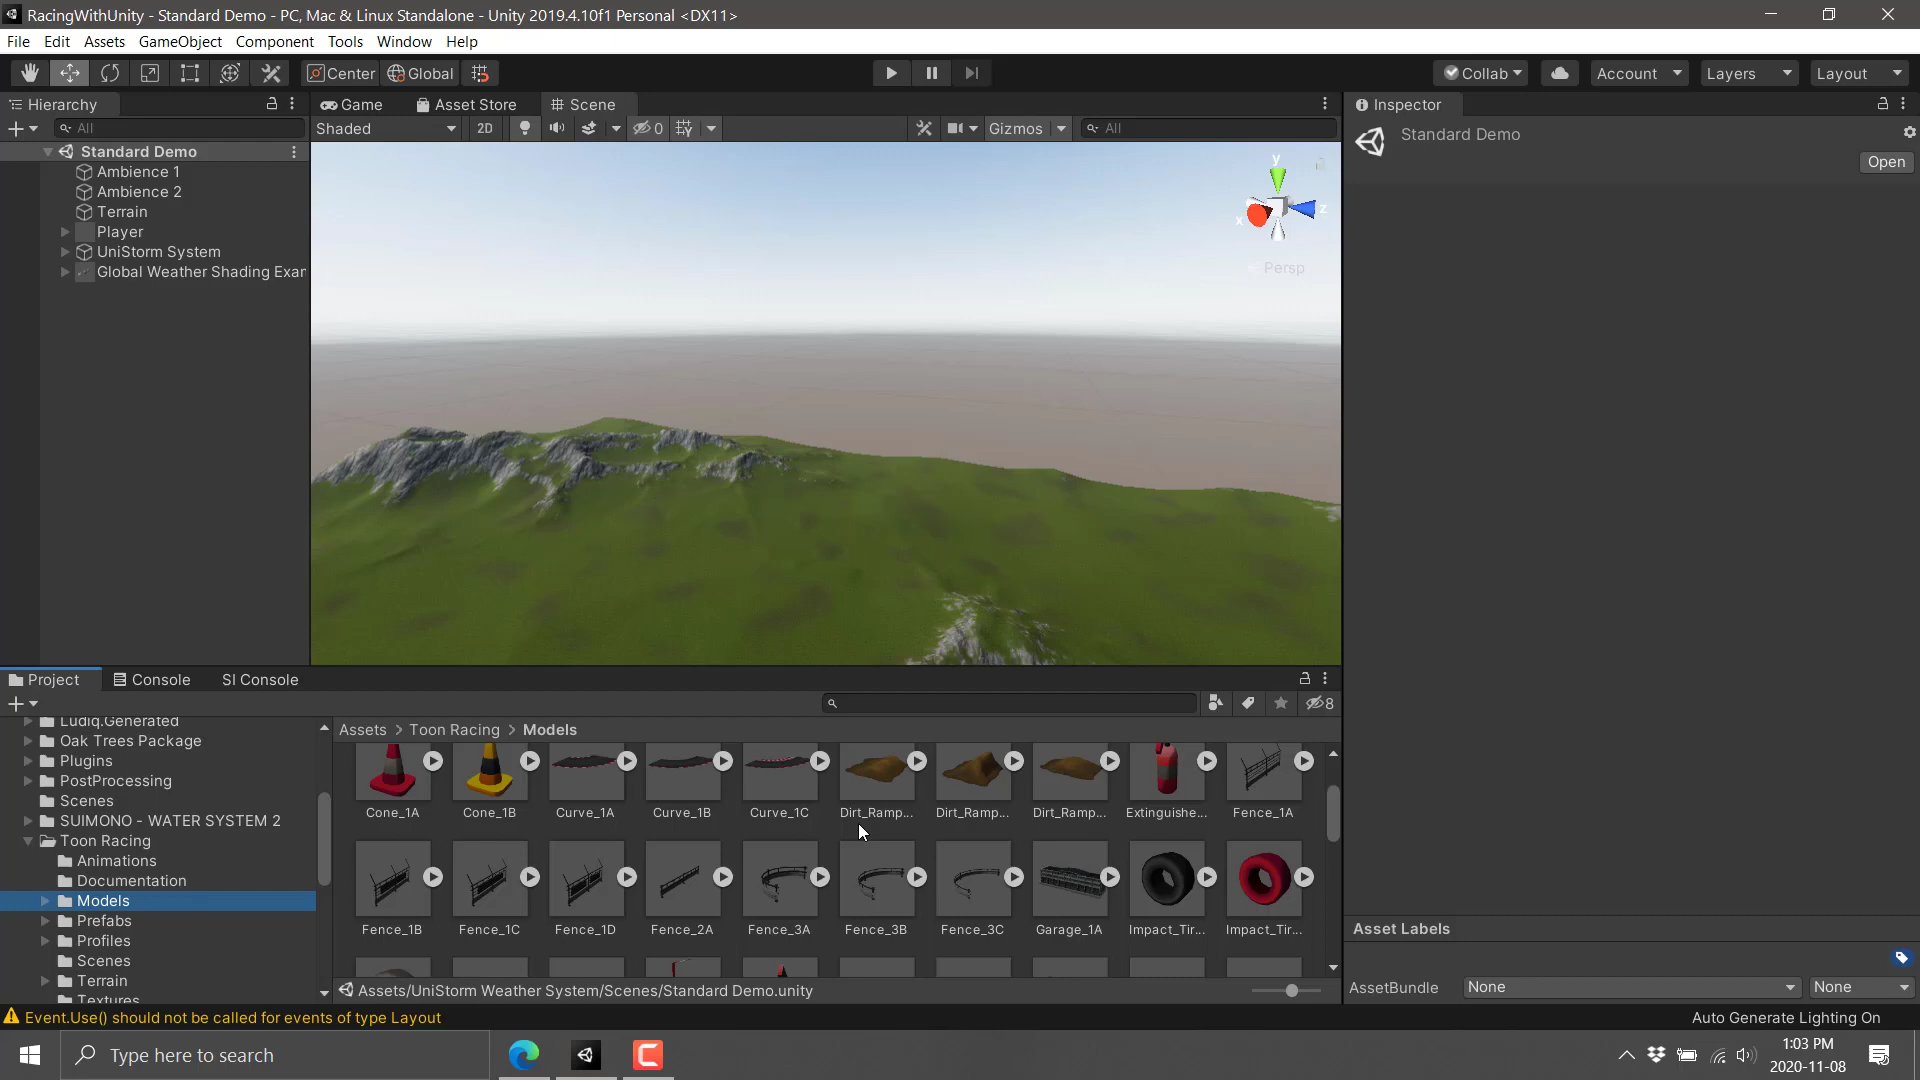 RacingWithUnity - Standard Demo - PC, Mac & Linux Standalone - Unity 2019.4.10f1 Personal <DX11>
File Edit Assets GameObject Component Tools Window Help
Center Global Collab Account Layers Layout
Hierarchy
All
Standard Demo
Ambience 1
Ambience 2
Terrain
Player
UniStorm System
Global Weather Shading Exar
Game Asset Store Scene
Shaded 2D 0 Gizmos All
y
x
z
Persp
Inspector
Standard Demo
Open
Project Console SI Console
8
Ludiq.Generated
Oak Trees Package
Plugins
PostProcessing
Scenes
SUIMONO - WATER SYSTEM 2
Toon Racing
Animations
Documentation
Models
Prefabs
Profiles
Scenes
Terrain
Textures
Assets > Toon Racing > Models
Cone_1A Cone_1B Curve_1A Curve_1B Curve_1C Dirt_Ramp... Dirt_Ramp... Dirt_Ramp... Extinguishe... Fence_1A
Fence_1B Fence_1C Fence_1D Fence_2A Fence_3A Fence_3B Fence_3C Garage_1A Impact_Tir... Impact_Tir...
Assets/UniStorm Weather System/Scenes/Standard Demo.unity
Asset Labels
AssetBundle None None
Event.Use() should not be called for events of type Layout
Auto Generate Lighting On
Type here to search
1:03 PM
2020-11-08